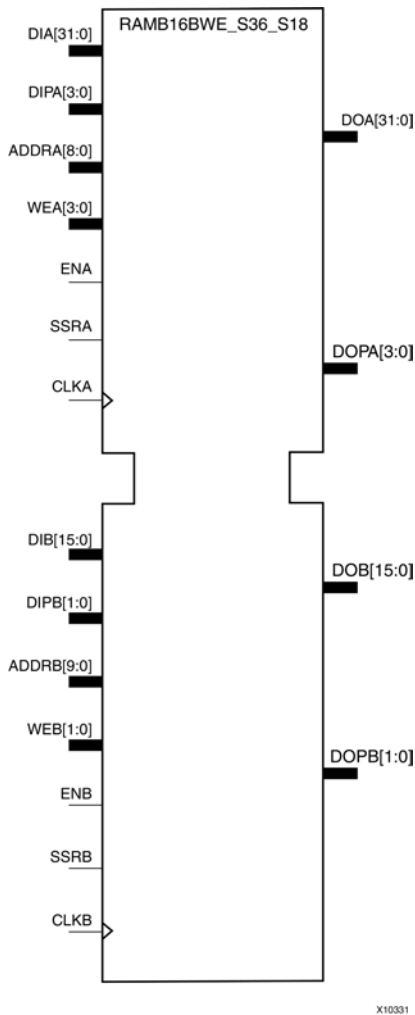 RAMB16BWE_S36_S18
DIA[31:0]
DIPA[3:0]
ADDRA[8:0]
WEA[3:0]
ENA
SSRA
CLKA
DOA[31:0]
DOPA[3:0]
DIB[15:0]
DIPB[1:0]
ADDRB[9:0]
WEB[1:0]
ENB
SSRB
CLKB
DOB[15:0]
DOPB[1:0]
X10331